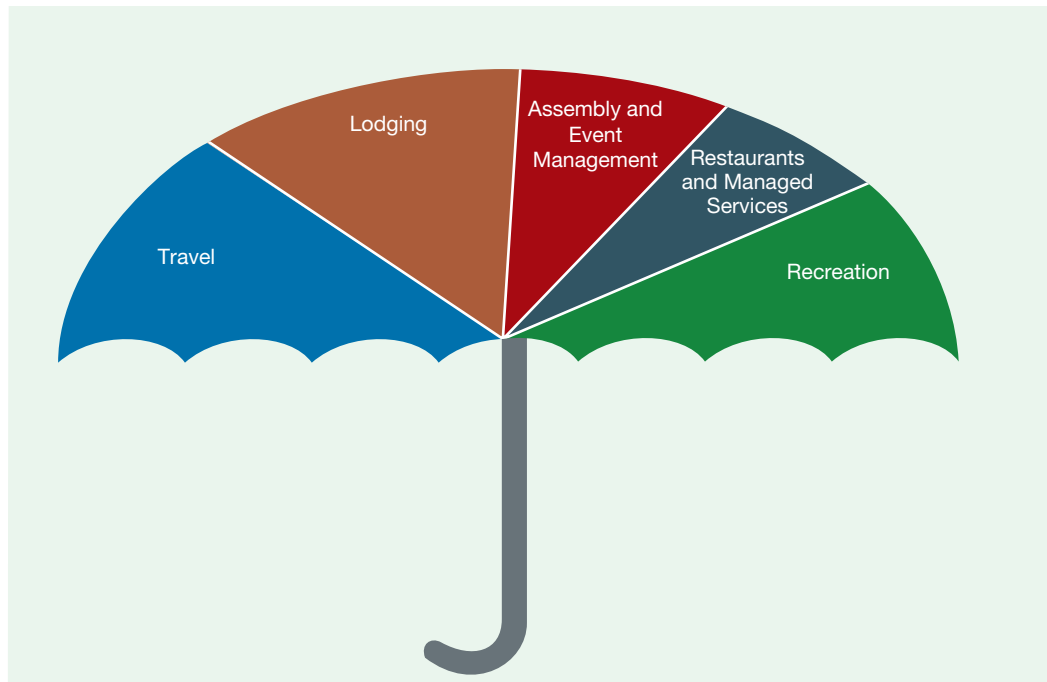 Travel
Lodging
Assembly and
Event
Management
Restaurants
and Managed
Services
Recreation